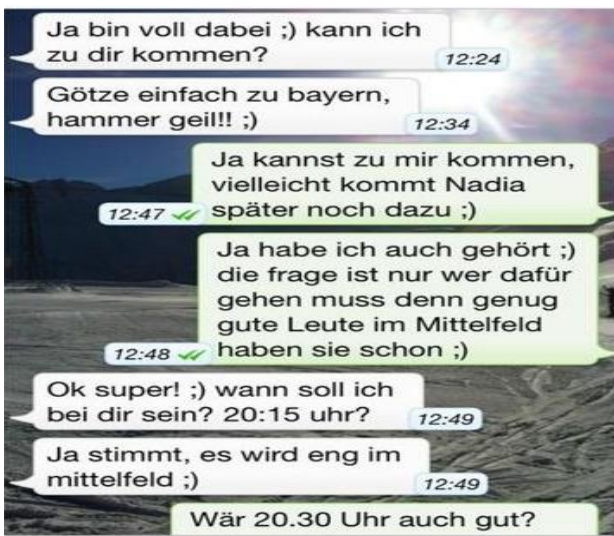 Ja bin voll dabei ;) kann ich
zu dir kommen?
12:24
Götze einfach zu bayern,
hammer geil!! ;)
12:34
Ja kannst zu mir kommen,
vielleicht kommt Nadia
später noch dazu ;)
12:47
Ja habe ich auch gehört ;)
die frage ist nur wer dafür
gehen muss denn genug
gute Leute im Mittelfeld
haben sie schon ;)
12:48
Ok super! ;) wann soll ich
bei dir sein? 20:15 uhr?
12:49
Ja stimmt, es wird eng im
mittelfeld ;)
12:49
Wär 20.30 Uhr auch gut?